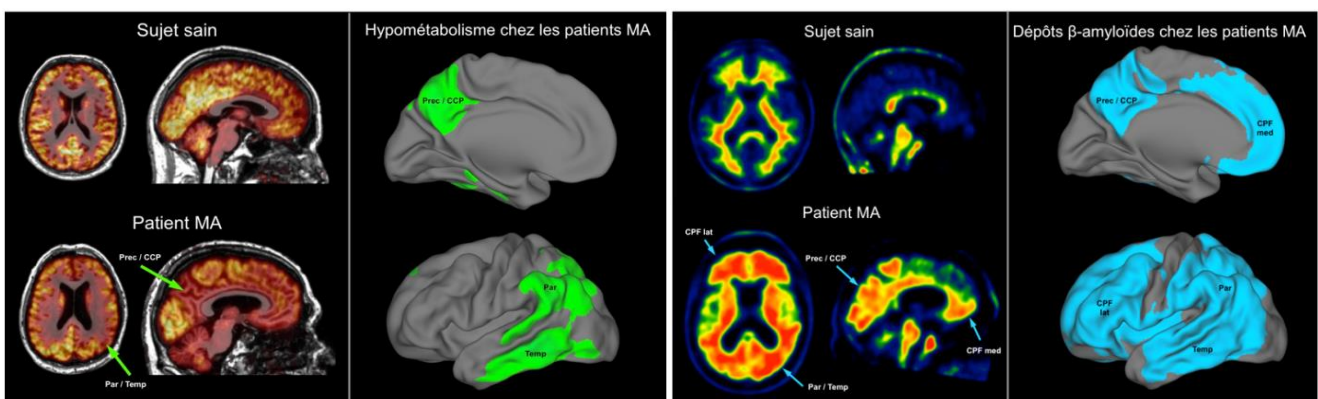 Sujet sain
Hypométabolisme chez les patients MA
Prec / CCP
Patient MA
Prec / CCP
Par / Temp
Par
Temp
Sujet sain
Dépôts β-amyloïdes chez les patients MA
Prec / CCP
CPF
med
Patient MA
CPF lat
Prec / CCP
CPF med
Par / Temp
CPF
lat
Par
Temp